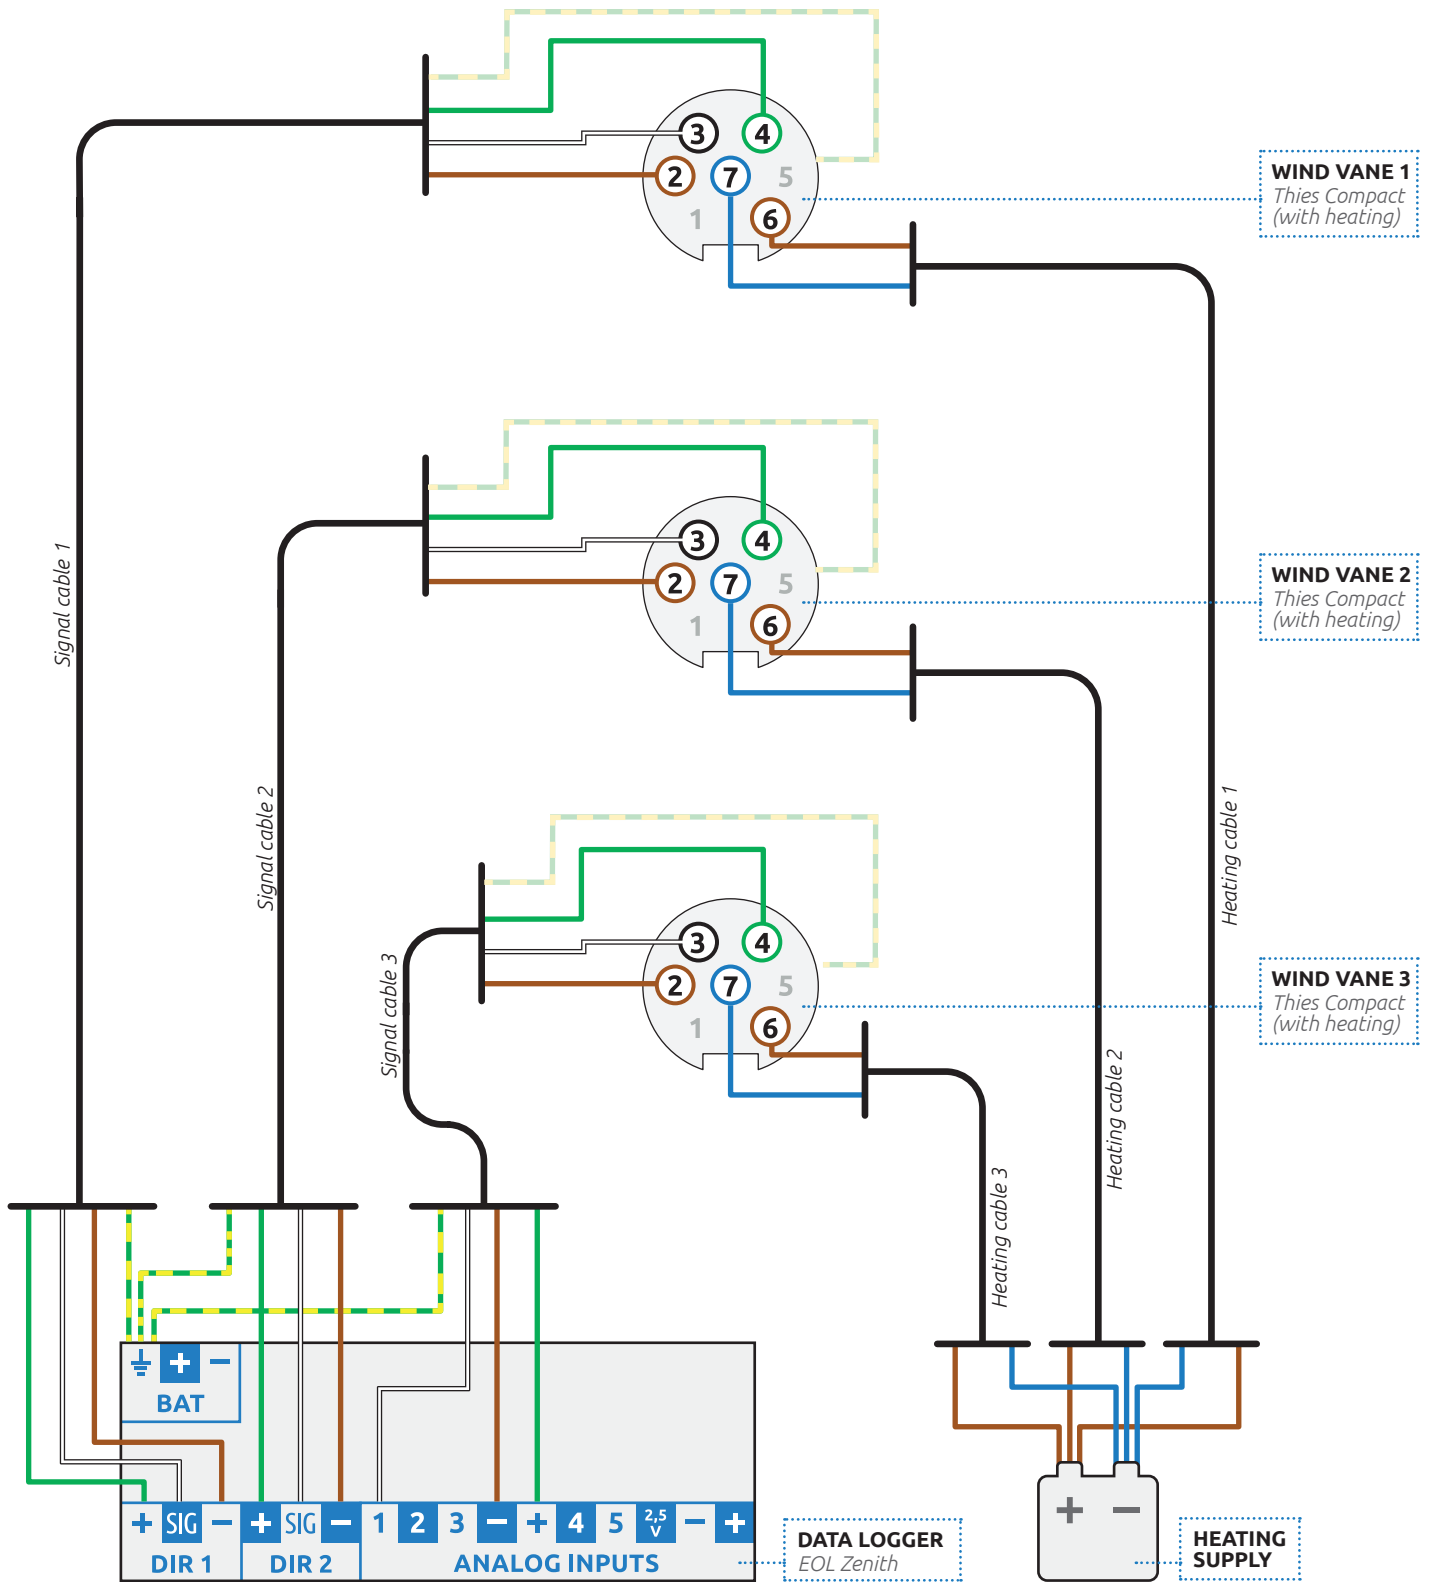 3
4
2
7
5
1
6
WIND VANE 1
Thies Compact
(with heating)
3
4
2
7
5
1
6
WIND VANE 2
Thies Compact
(with heating)
Signal cable 1
Signal cable 2
Heating cable 1
3
4
2
7
5
1
6
WIND VANE 3
Thies Compact
(with heating)
Signal cable 3
Heating cable 2
Heating cable 3
+ −
BAT
+ SIG − + SIG − 1 2 3 − + 4 5 2,5 V − +
DIR 1 DIR 2 ANALOG INPUTS
DATA LOGGER
EOL Zenith
+ −
HEATING
SUPPLY